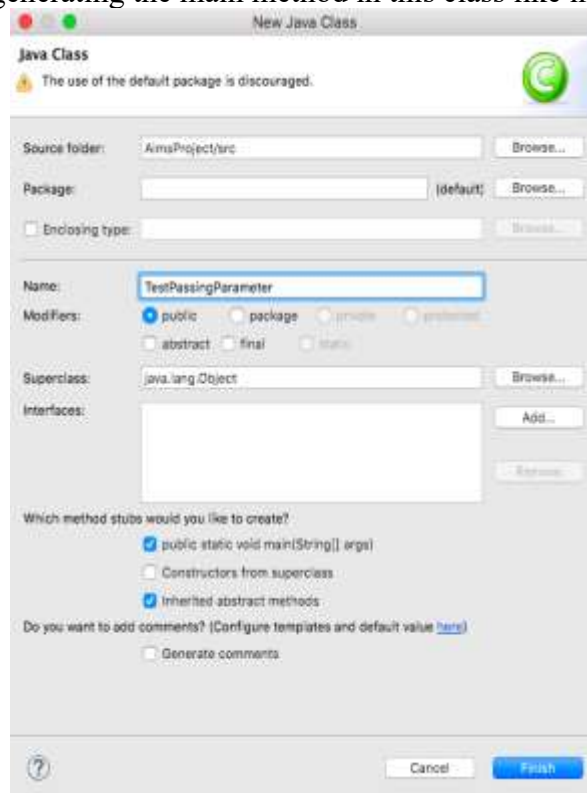 generating the main method in this class like
New Java Class
Java Class
The use of the default package is discouraged.
Source folder: AimsProject/src Browse...
Package: (default) Browse...
Enclosing type: Browse...
Name: TestPassingParameter
Modifiers: public package private protected
abstract final static
Superclass: java.lang.Object Browse...
Interfaces: Add...
Remove
Which method stubs would you like to create?
public static void main(String[] args)
Constructors from superclass
Inherited abstract methods
Do you want to add comments? (Configure templates and default value here)
Generate comments
? Cancel Finish